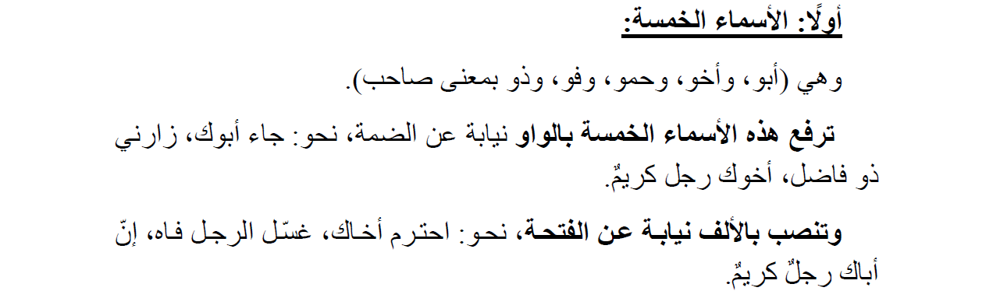 أولًا: الأسماء الخمسة:
وهي (أبو، وأخو، وحمو، وفو، وذو بمعنى صاحب).
ترفع هذه الأسماء الخمسة بالواو نيابة عن الضمة، نحو: جاء أبوك، زارني
ذو فاضل، أخوك رجل كريمٌ.
وتنصب بالألف نيابة عن الفتحة، نحو: احترم أخاك، غسّل الرجل فاه، إنّ
أباك رجلٌ كريمٌ.